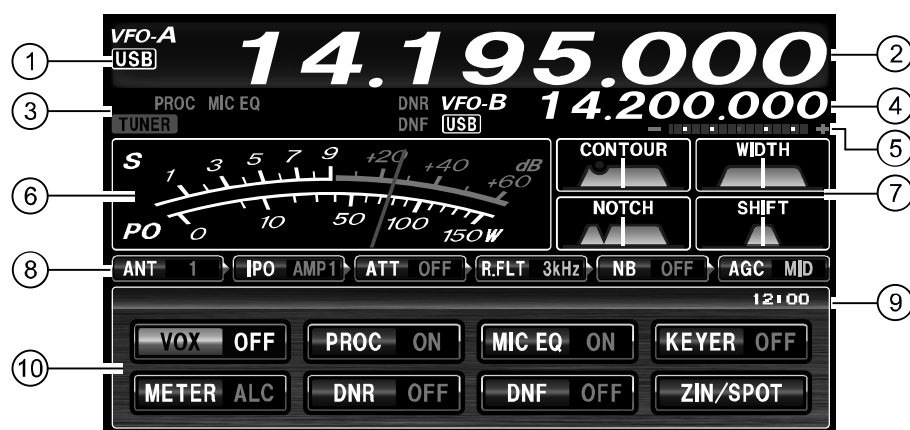 VFO-A
USB
14.195.000
PROC MIC EQ
TUNER
DNR
DNF
VFO-B
USB
14.200.000
− +
S 1 3 5 7 9 +20 +40 +60 dB
PO 0 10 50 100 150 W
CONTOUR
WIDTH
NOTCH
SHIFT
ANT 1 IPO AMP1 ATT OFF R.FLT 3kHz NB OFF AGC MID
12:00
VOX OFF PROC ON MIC EQ ON KEYER OFF
METER ALC DNR OFF DNF OFF ZIN/SPOT
1
2
3
4
5
6
7
8
9
10